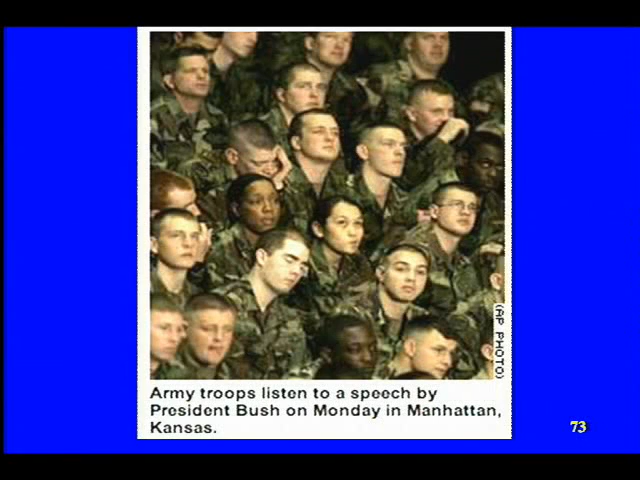 (AP PHOTO)
Army troops listen to a speech by
President Bush on Monday in Manhattan,
Kansas.
73